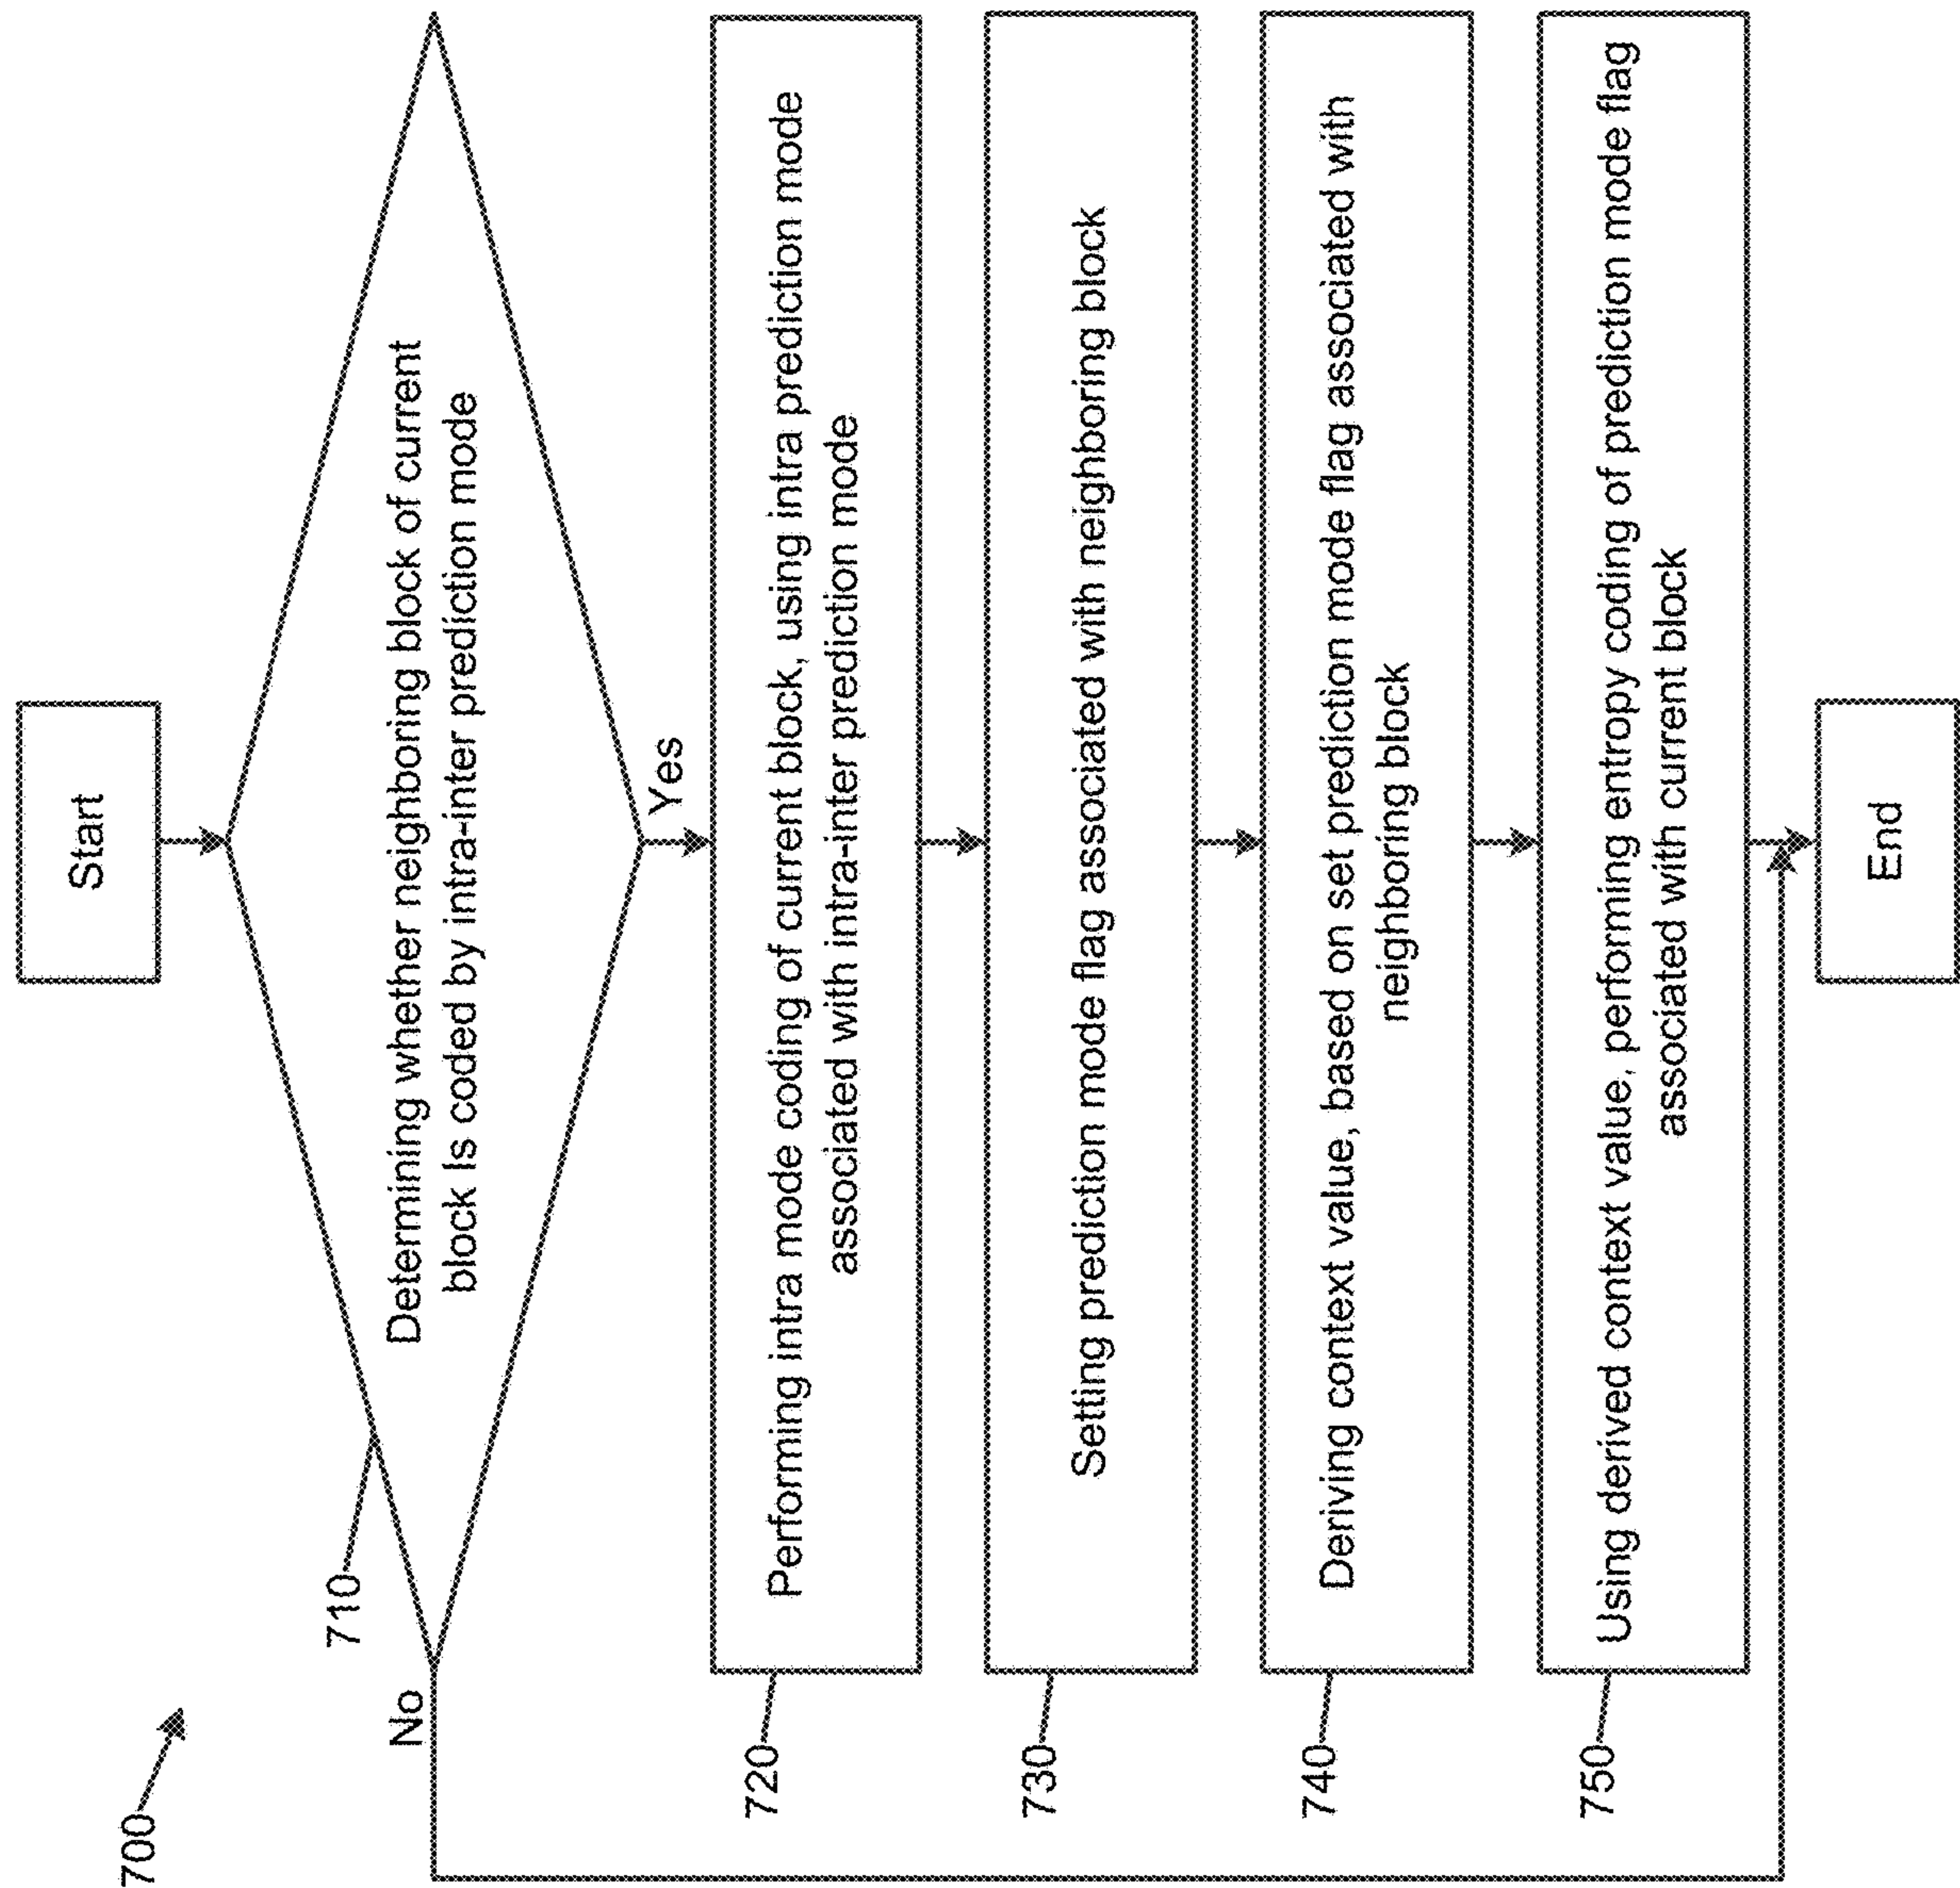 700
Start
710
Determining whether neighboring block of current
block Is coded by intra-inter prediction mode
No
Yes
720
Performing intra mode coding of current block, using intra prediction mode
associated with intra-inter prediction mode
730
Setting prediction mode flag associated with neighboring block
740
Deriving context value, based on set prediction mode flag associated with
neighboring block
750
Using derived context value, performing entropy coding of prediction mode flag
associated with current block
End